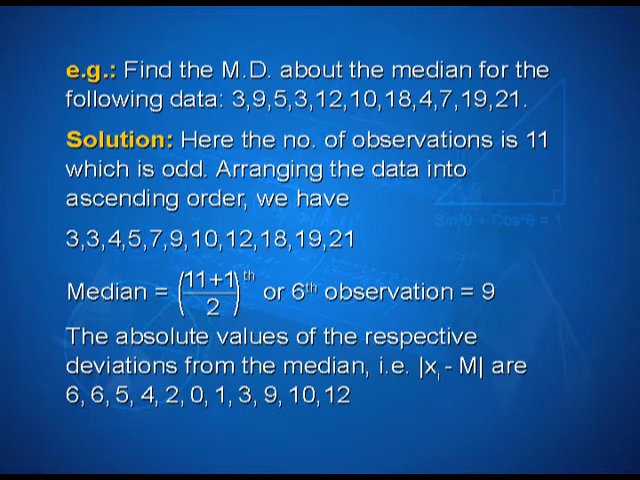 e.g.: Find the M.D. about the median for the
following data: 3,9,5,3,12,10,18,4,7,19,21.
Solution: Here the no. of observations is 11
which is odd. Arranging the data into
ascending order, we have
3,3,4,5,7,9,10,12,18,19,21
Median = (11+1/2)th or 6th observation = 9
The absolute values of the respective
deviations from the median, i.e. |xi - M| are
6, 6, 5, 4, 2, 0, 1, 3, 9, 10, 12